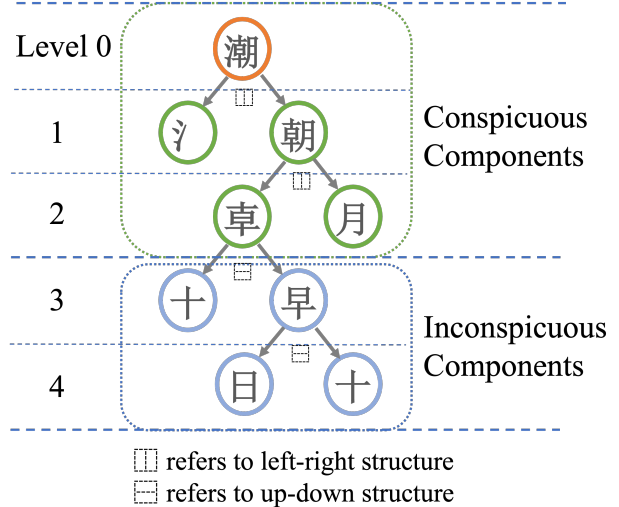 Level 0
潮
1
氵
朝
Conspicuous
Components
2
卓
月
3
十
早
Inconspicuous
Components
4
日
十
refers to left-right structure
refers to up-down structure